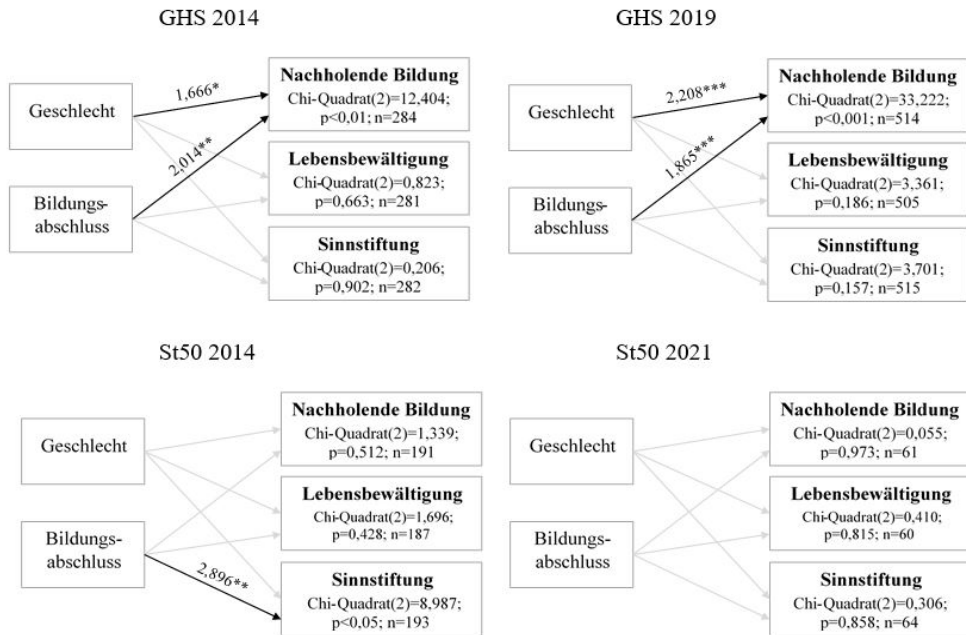 GHS 2014
Geschlecht
Bildungs-
abschluss
1,666*
2,014**
Nachholende Bildung
Chi-Quadrat(2)=12,404;
p<0,01; n=284
Lebensbewältigung
Chi-Quadrat(2)=0,823;
p=0,663; n=281
Sinnstiftung
Chi-Quadrat(2)=0,206;
p=0,902; n=282
GHS 2019
Geschlecht
Bildungs-
abschluss
2,208***
1,865***
Nachholende Bildung
Chi-Quadrat(2)=33,222;
p<0,001; n=514
Lebensbewältigung
Chi-Quadrat(2)=3,361;
p=0,186; n=505
Sinnstiftung
Chi-Quadrat(2)=3,701;
p=0,157; n=515
St50 2014
Geschlecht
Bildungs-
abschluss
2,896**
Nachholende Bildung
Chi-Quadrat(2)=1,339;
p=0,512; n=191
Lebensbewältigung
Chi-Quadrat(2)=1,696;
p=0,428; n=187
Sinnstiftung
Chi-Quadrat(2)=8,987;
p<0,05; n=193
St50 2021
Geschlecht
Bildungs-
abschluss
Nachholende Bildung
Chi-Quadrat(2)=0,055;
p=0,973; n=61
Lebensbewältigung
Chi-Quadrat(2)=0,410;
p=0,815; n=60
Sinnstiftung
Chi-Quadrat(2)=0,306;
p=0,858; n=64